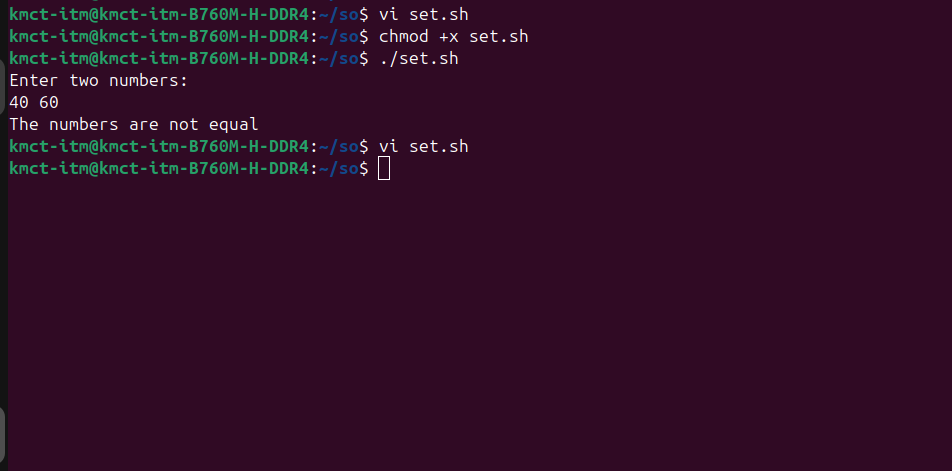 kmct-itm@kmct-itm-B760M-H-DDR4:~/so$ vi set.sh
kmct-itm@kmct-itm-B760M-H-DDR4:~/so$ chmod +x set.sh
kmct-itm@kmct-itm-B760M-H-DDR4:~/so$ ./set.sh
Enter two numbers:
40 60
The numbers are not equal
kmct-itm@kmct-itm-B760M-H-DDR4:~/so$ vi set.sh
kmct-itm@kmct-itm-B760M-H-DDR4:~/so$